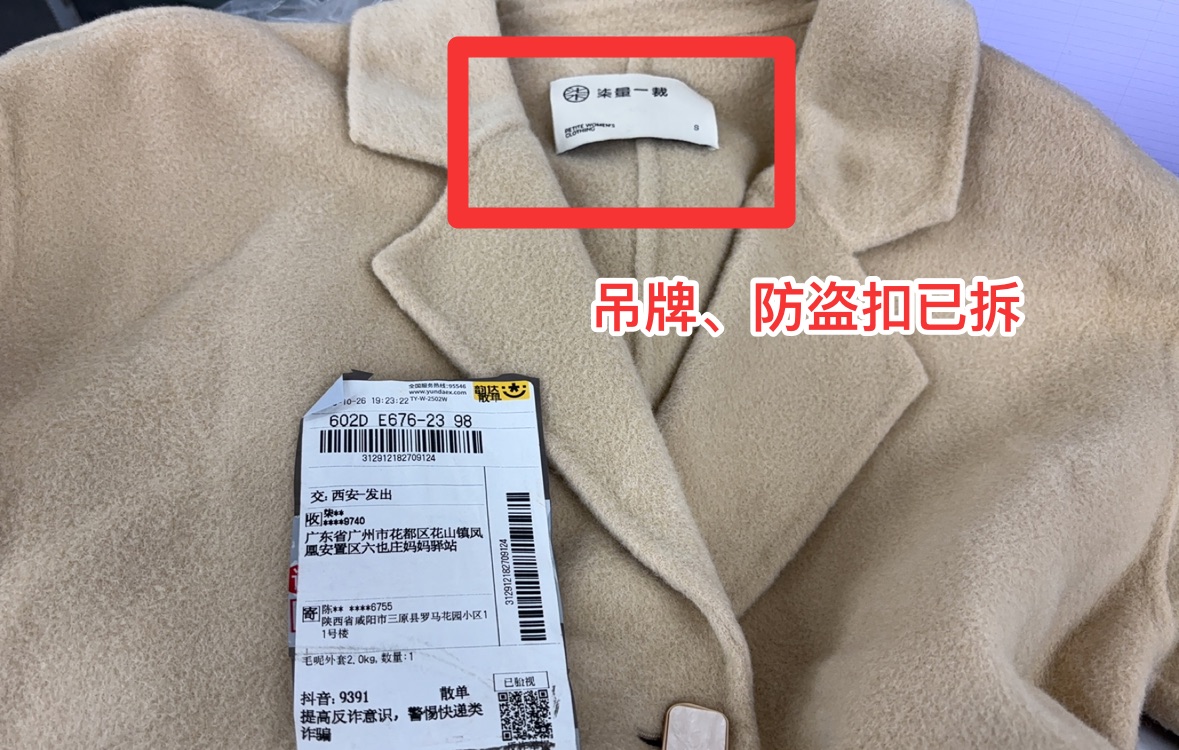 柒量一裁
PETITE WOMEN'S
CLOTHING
S
吊牌、防盗扣已拆
全国服务热线:95546
www.yundaex.com
韵达
散单
10-26 19:23:22 TY-W-2502W
602D E676-23 98
312912182709124
交: 西安-发出
收
柒**
****9740
广东省广州市花都区花山镇凤
凰安置区六也庄妈妈驿站
312912182709124
寄
陈** ****6755
陕西省咸阳市三原县罗马花园小区1
1号楼
毛呢外套2.0kg, 数量:1
已验视
抖音: 9391
散单
提高反诈意识, 警惕快递类
诈骗